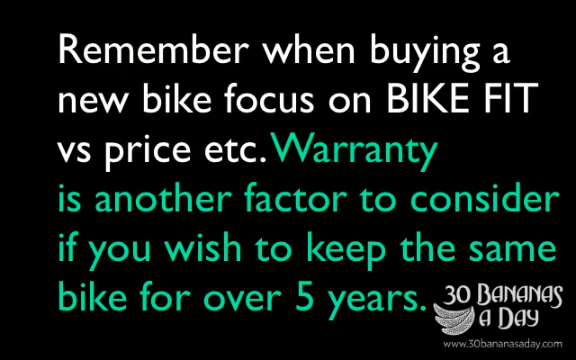 Remember when buying a
new bike focus on BIKE FIT
vs price etc. Warranty
is another factor to consider
if you wish to keep the same
bike for over 5 years.
30 BANANAS
A DAY
www.30bananasaday.com